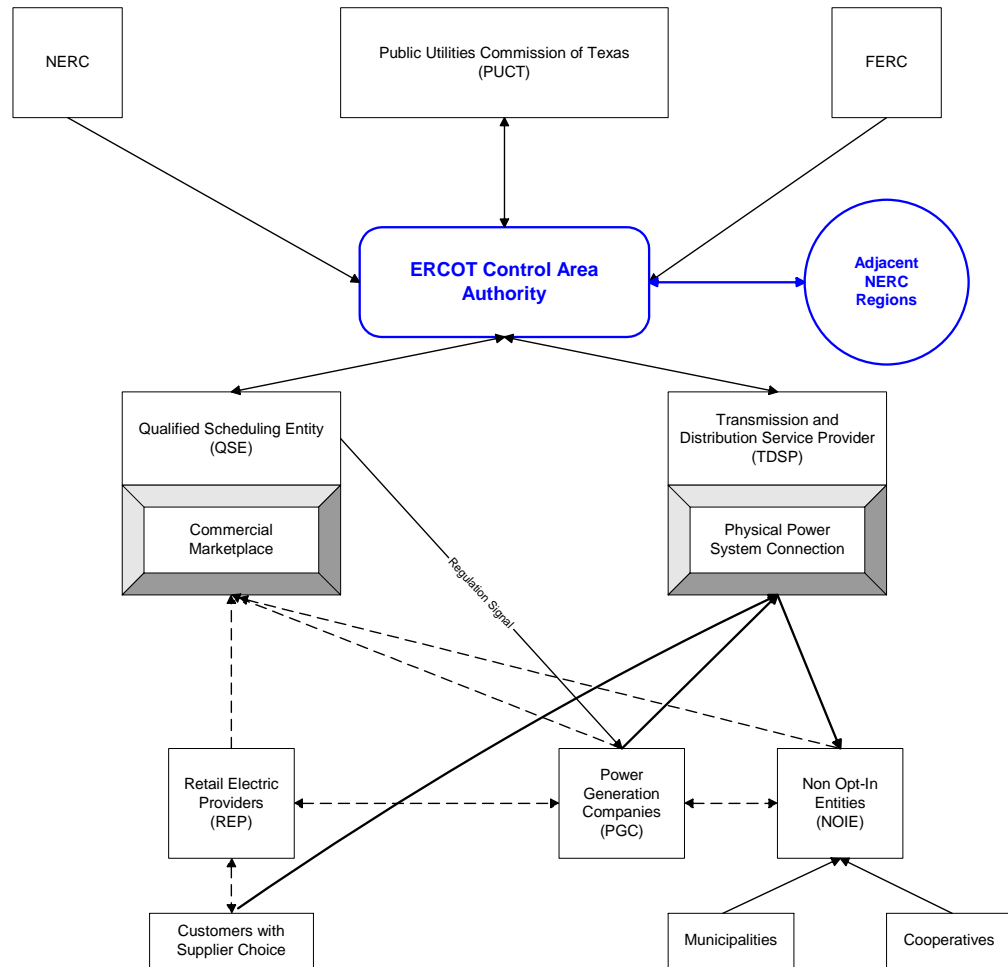 NERC
Public Utilities Commission of Texas
(PUCT)
FERC
ERCOT Control Area
Authority
Adjacent
NERC
Regions
Qualified Scheduling Entity
(QSE)
Transmission and
Distribution Service Provider
(TDSP)
Commercial
Marketplace
Physical Power
System Connection
Regulation Signal
Retail Electric
Providers
(REP)
Power
Generation
Companies
(PGC)
Non Opt-In
Entities
(NOIE)
Customers with
Supplier Choice
Municipalities
Cooperatives